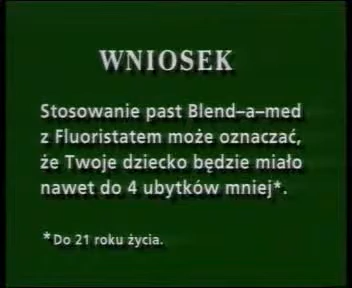 WNIOSEK
Stosowanie past Blend-a-med
z Fluoristatem może oznaczać,
że Twoje dziecko będzie miało
nawet do 4 ubytków mniej*.
*Do 21 roku życia.